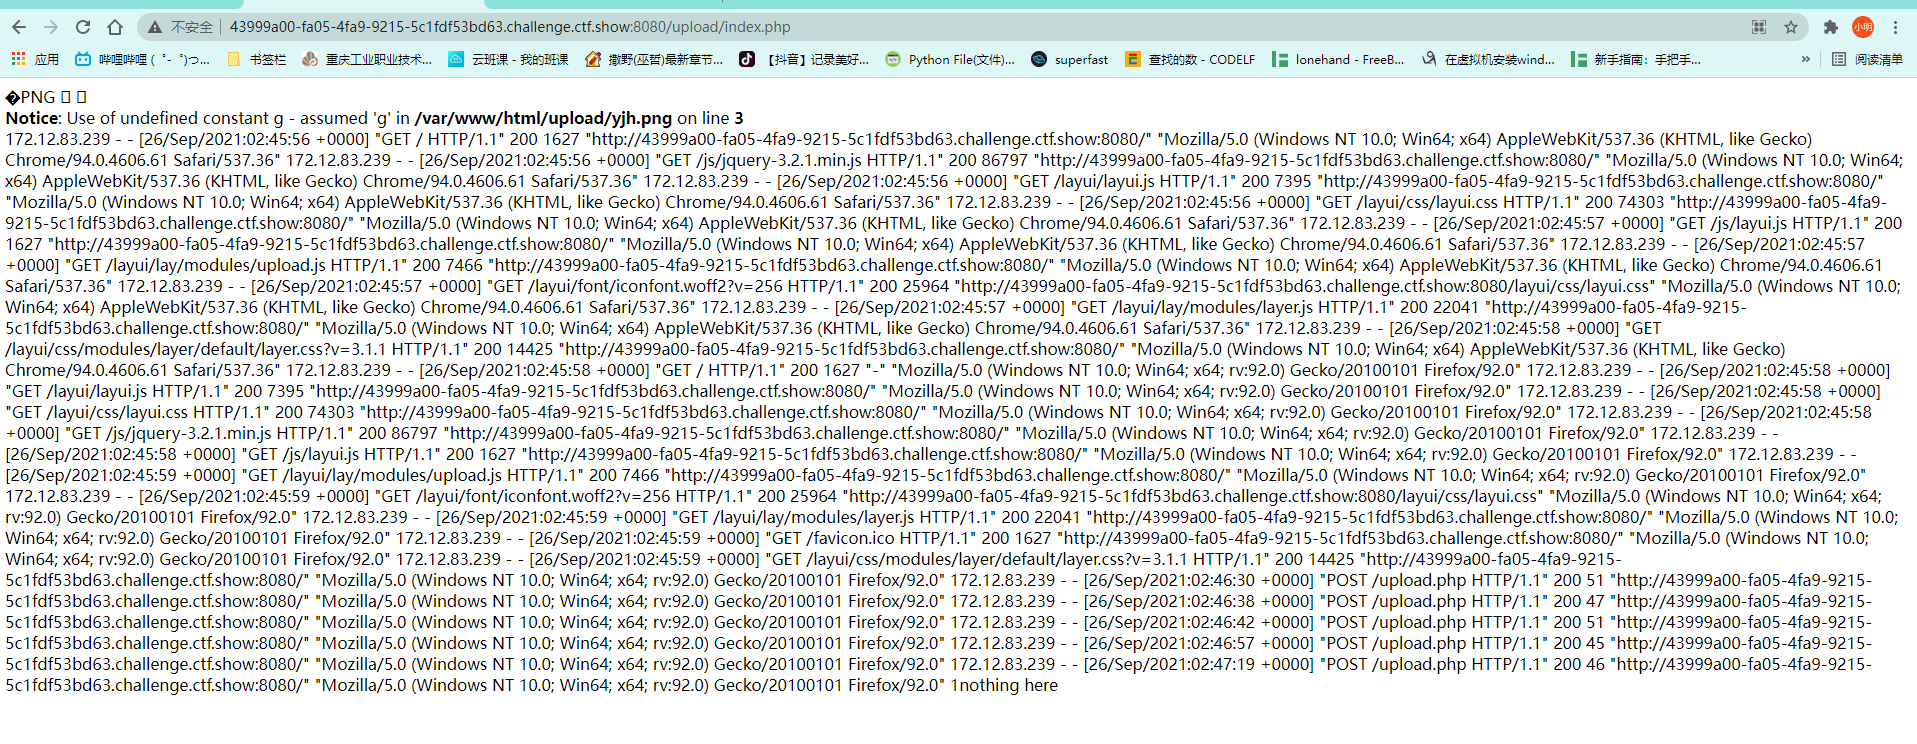 不安全 43999a00-fa05-4fa9-9215-5c1fdf53bd63.challenge.ctf.show:8080/upload/index.php 小明
应用 哔哩哔哩 (゜-゜)つ... 书签栏 重庆工业职业技术... 云班课 - 我的班课 撒野(巫哲)最新章节... 【抖音】记录美好... Python File(文件)... superfast 查找的数 - CODELF lonehand - FreeB... 在虚拟机安装wind... 新手指南：手把手... » 阅读清单
�PNG
Notice: Use of undefined constant g - assumed 'g' in /var/www/html/upload/yjh.png on line 3
172.12.83.239 - - [26/Sep/2021:02:45:56 +0000] "GET / HTTP/1.1" 200 1627 "http://43999a00-fa05-4fa9-9215-5c1fdf53bd63.challenge.ctf.show:8080/" "Mozilla/5.0 (Windows NT 10.0; Win64; x64) AppleWebKit/537.36 (KHTML, like Gecko)
Chrome/94.0.4606.61 Safari/537.36" 172.12.83.239 - - [26/Sep/2021:02:45:56 +0000] "GET /js/jquery-3.2.1.min.js HTTP/1.1" 200 86797 "http://43999a00-fa05-4fa9-9215-5c1fdf53bd63.challenge.ctf.show:8080/" "Mozilla/5.0 (Windows NT 10.0; Win64;
x64) AppleWebKit/537.36 (KHTML, like Gecko) Chrome/94.0.4606.61 Safari/537.36" 172.12.83.239 - - [26/Sep/2021:02:45:56 +0000] "GET /layui/layui.js HTTP/1.1" 200 7395 "http://43999a00-fa05-4fa9-9215-5c1fdf53bd63.challenge.ctf.show:8080/"
"Mozilla/5.0 (Windows NT 10.0; Win64; x64) AppleWebKit/537.36 (KHTML, like Gecko) Chrome/94.0.4606.61 Safari/537.36" 172.12.83.239 - - [26/Sep/2021:02:45:56 +0000] "GET /layui/css/layui.css HTTP/1.1" 200 74303 "http://43999a00-fa05-4fa9-
9215-5c1fdf53bd63.challenge.ctf.show:8080/" "Mozilla/5.0 (Windows NT 10.0; Win64; x64) AppleWebKit/537.36 (KHTML, like Gecko) Chrome/94.0.4606.61 Safari/537.36" 172.12.83.239 - - [26/Sep/2021:02:45:57 +0000] "GET /js/layui.js HTTP/1.1" 200
1627 "http://43999a00-fa05-4fa9-9215-5c1fdf53bd63.challenge.ctf.show:8080/" "Mozilla/5.0 (Windows NT 10.0; Win64; x64) AppleWebKit/537.36 (KHTML, like Gecko) Chrome/94.0.4606.61 Safari/537.36" 172.12.83.239 - - [26/Sep/2021:02:45:57
+0000] "GET /layui/lay/modules/upload.js HTTP/1.1" 200 7466 "http://43999a00-fa05-4fa9-9215-5c1fdf53bd63.challenge.ctf.show:8080/" "Mozilla/5.0 (Windows NT 10.0; Win64; x64) AppleWebKit/537.36 (KHTML, like Gecko) Chrome/94.0.4606.61
Safari/537.36" 172.12.83.239 - - [26/Sep/2021:02:45:57 +0000] "GET /layui/font/iconfont.woff2?v=256 HTTP/1.1" 200 25964 "http://43999a00-fa05-4fa9-9215-5c1fdf53bd63.challenge.ctf.show:8080/layui/css/layui.css" "Mozilla/5.0 (Windows NT 10.0;
Win64; x64) AppleWebKit/537.36 (KHTML, like Gecko) Chrome/94.0.4606.61 Safari/537.36" 172.12.83.239 - - [26/Sep/2021:02:45:57 +0000] "GET /layui/lay/modules/layer.js HTTP/1.1" 200 22041 "http://43999a00-fa05-4fa9-9215-
5c1fdf53bd63.challenge.ctf.show:8080/" "Mozilla/5.0 (Windows NT 10.0; Win64; x64) AppleWebKit/537.36 (KHTML, like Gecko) Chrome/94.0.4606.61 Safari/537.36" 172.12.83.239 - - [26/Sep/2021:02:45:58 +0000] "GET
/layui/css/modules/layer/default/layer.css?v=3.1.1 HTTP/1.1" 200 14425 "http://43999a00-fa05-4fa9-9215-5c1fdf53bd63.challenge.ctf.show:8080/" "Mozilla/5.0 (Windows NT 10.0; Win64; x64) AppleWebKit/537.36 (KHTML, like Gecko)
Chrome/94.0.4606.61 Safari/537.36" 172.12.83.239 - - [26/Sep/2021:02:45:58 +0000] "GET / HTTP/1.1" 200 1627 "-" "Mozilla/5.0 (Windows NT 10.0; Win64; x64; rv:92.0) Gecko/20100101 Firefox/92.0" 172.12.83.239 - - [26/Sep/2021:02:45:58 +0000]
"GET /layui/layui.js HTTP/1.1" 200 7395 "http://43999a00-fa05-4fa9-9215-5c1fdf53bd63.challenge.ctf.show:8080/" "Mozilla/5.0 (Windows NT 10.0; Win64; x64; rv:92.0) Gecko/20100101 Firefox/92.0" 172.12.83.239 - - [26/Sep/2021:02:45:58 +0000]
"GET /layui/css/layui.css HTTP/1.1" 200 74303 "http://43999a00-fa05-4fa9-9215-5c1fdf53bd63.challenge.ctf.show:8080/" "Mozilla/5.0 (Windows NT 10.0; Win64; x64; rv:92.0) Gecko/20100101 Firefox/92.0" 172.12.83.239 - - [26/Sep/2021:02:45:58
+0000] "GET /js/jquery-3.2.1.min.js HTTP/1.1" 200 86797 "http://43999a00-fa05-4fa9-9215-5c1fdf53bd63.challenge.ctf.show:8080/" "Mozilla/5.0 (Windows NT 10.0; Win64; x64; rv:92.0) Gecko/20100101 Firefox/92.0" 172.12.83.239 - -
[26/Sep/2021:02:45:58 +0000] "GET /js/layui.js HTTP/1.1" 200 1627 "http://43999a00-fa05-4fa9-9215-5c1fdf53bd63.challenge.ctf.show:8080/" "Mozilla/5.0 (Windows NT 10.0; Win64; x64; rv:92.0) Gecko/20100101 Firefox/92.0" 172.12.83.239 - -
[26/Sep/2021:02:45:59 +0000] "GET /layui/lay/modules/upload.js HTTP/1.1" 200 7466 "http://43999a00-fa05-4fa9-9215-5c1fdf53bd63.challenge.ctf.show:8080/" "Mozilla/5.0 (Windows NT 10.0; Win64; x64; rv:92.0) Gecko/20100101 Firefox/92.0"
172.12.83.239 - - [26/Sep/2021:02:45:59 +0000] "GET /layui/font/iconfont.woff2?v=256 HTTP/1.1" 200 25964 "http://43999a00-fa05-4fa9-9215-5c1fdf53bd63.challenge.ctf.show:8080/layui/css/layui.css" "Mozilla/5.0 (Windows NT 10.0; Win64; x64;
rv:92.0) Gecko/20100101 Firefox/92.0" 172.12.83.239 - - [26/Sep/2021:02:45:59 +0000] "GET /layui/lay/modules/layer.js HTTP/1.1" 200 22041 "http://43999a00-fa05-4fa9-9215-5c1fdf53bd63.challenge.ctf.show:8080/" "Mozilla/5.0 (Windows NT 10.0;
Win64; x64; rv:92.0) Gecko/20100101 Firefox/92.0" 172.12.83.239 - - [26/Sep/2021:02:45:59 +0000] "GET /favicon.ico HTTP/1.1" 200 1627 "http://43999a00-fa05-4fa9-9215-5c1fdf53bd63.challenge.ctf.show:8080/" "Mozilla/5.0 (Windows NT 10.0;
Win64; x64; rv:92.0) Gecko/20100101 Firefox/92.0" 172.12.83.239 - - [26/Sep/2021:02:45:59 +0000] "GET /layui/css/modules/layer/default/layer.css?v=3.1.1 HTTP/1.1" 200 14425 "http://43999a00-fa05-4fa9-9215-
5c1fdf53bd63.challenge.ctf.show:8080/" "Mozilla/5.0 (Windows NT 10.0; Win64; x64; rv:92.0) Gecko/20100101 Firefox/92.0" 172.12.83.239 - - [26/Sep/2021:02:46:30 +0000] "POST /upload.php HTTP/1.1" 200 51 "http://43999a00-fa05-4fa9-9215-
5c1fdf53bd63.challenge.ctf.show:8080/" "Mozilla/5.0 (Windows NT 10.0; Win64; x64; rv:92.0) Gecko/20100101 Firefox/92.0" 172.12.83.239 - - [26/Sep/2021:02:46:38 +0000] "POST /upload.php HTTP/1.1" 200 47 "http://43999a00-fa05-4fa9-9215-
5c1fdf53bd63.challenge.ctf.show:8080/" "Mozilla/5.0 (Windows NT 10.0; Win64; x64; rv:92.0) Gecko/20100101 Firefox/92.0" 172.12.83.239 - - [26/Sep/2021:02:46:42 +0000] "POST /upload.php HTTP/1.1" 200 51 "http://43999a00-fa05-4fa9-9215-
5c1fdf53bd63.challenge.ctf.show:8080/" "Mozilla/5.0 (Windows NT 10.0; Win64; x64; rv:92.0) Gecko/20100101 Firefox/92.0" 172.12.83.239 - - [26/Sep/2021:02:46:57 +0000] "POST /upload.php HTTP/1.1" 200 45 "http://43999a00-fa05-4fa9-9215-
5c1fdf53bd63.challenge.ctf.show:8080/" "Mozilla/5.0 (Windows NT 10.0; Win64; x64; rv:92.0) Gecko/20100101 Firefox/92.0" 172.12.83.239 - - [26/Sep/2021:02:47:19 +0000] "POST /upload.php HTTP/1.1" 200 46 "http://43999a00-fa05-4fa9-9215-
5c1fdf53bd63.challenge.ctf.show:8080/" "Mozilla/5.0 (Windows NT 10.0; Win64; x64; rv:92.0) Gecko/20100101 Firefox/92.0" 1nothing here